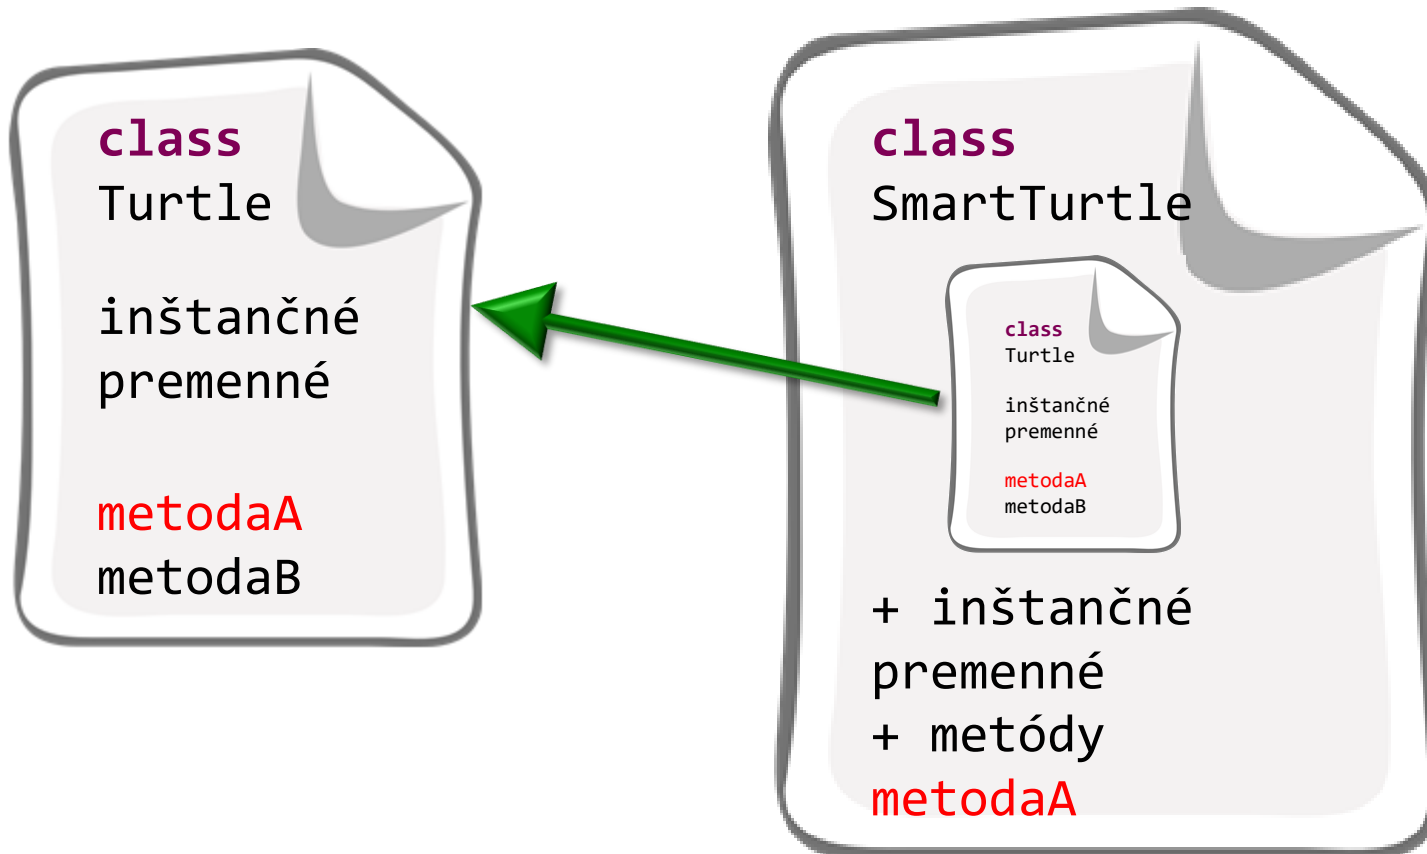 class
Turtle
inštančné
premenné
metodaA
metodaB
class
SmartTurtle
class
Turtle
inštančné
premenné
metodaA
metodaB
+ inštančné
premenné
+ metódy
metodaA